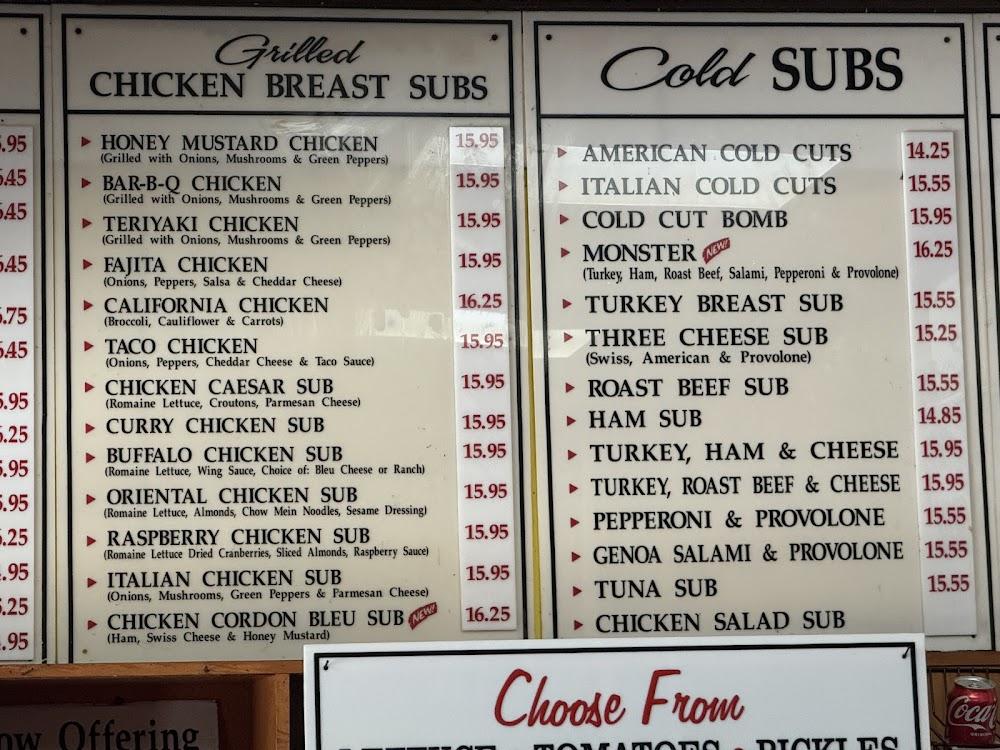 Grilled
CHICKEN BREAST SUBS
HONEY MUSTARD CHICKEN 15.95
(Grilled with Onions, Mushrooms & Green Peppers)
BAR-B-Q CHICKEN 15.95
(Grilled with Onions, Mushrooms & Green Peppers)
TERIYAKI CHICKEN 15.95
(Grilled with Onions, Mushrooms & Green Peppers)
FAJITA CHICKEN 15.95
(Onions, Peppers, Salsa & Cheddar Cheese)
CALIFORNIA CHICKEN 16.25
(Broccoli, Cauliflower & Carrots)
TACO CHICKEN 15.95
(Onions, Peppers, Cheddar Cheese & Taco Sauce)
CHICKEN CAESAR SUB 15.95
(Romaine Lettuce, Croutons, Parmesan Cheese)
CURRY CHICKEN SUB 15.95
BUFFALO CHICKEN SUB 15.95
(Romaine Lettuce, Wing Sauce, Choice of: Bleu Cheese or Ranch)
ORIENTAL CHICKEN SUB 15.95
(Romaine Lettuce, Almonds, Chow Mein Noodles, Sesame Dressing)
RASPBERRY CHICKEN SUB 15.95
(Romaine Lettuce Dried Cranberries, Sliced Almonds, Raspberry Sauce)
ITALIAN CHICKEN SUB 15.95
(Onions, Mushrooms, Green Peppers & Parmesan Cheese)
CHICKEN CORDON BLEU SUB NEW! 16.25
(Ham, Swiss Cheese & Honey Mustard)
Cold SUBS
AMERICAN COLD CUTS 14.25
ITALIAN COLD CUTS 15.55
COLD CUT BOMB 15.95
MONSTER NEW! 16.25
(Turkey, Ham, Roast Beef, Salami, Pepperoni & Provolone)
TURKEY BREAST SUB 15.55
THREE CHEESE SUB 15.25
(Swiss, American & Provolone)
ROAST BEEF SUB 15.55
HAM SUB 14.85
TURKEY, HAM & CHEESE 15.95
TURKEY, ROAST BEEF & CHEESE 15.95
PEPPERONI & PROVOLONE 15.55
GENOA SALAMI & PROVOLONE 15.55
TUNA SUB 15.55
CHICKEN SALAD SUB
Choose From
LETTUCE • TOMATOES • PICKLES
ow Offering
Coca